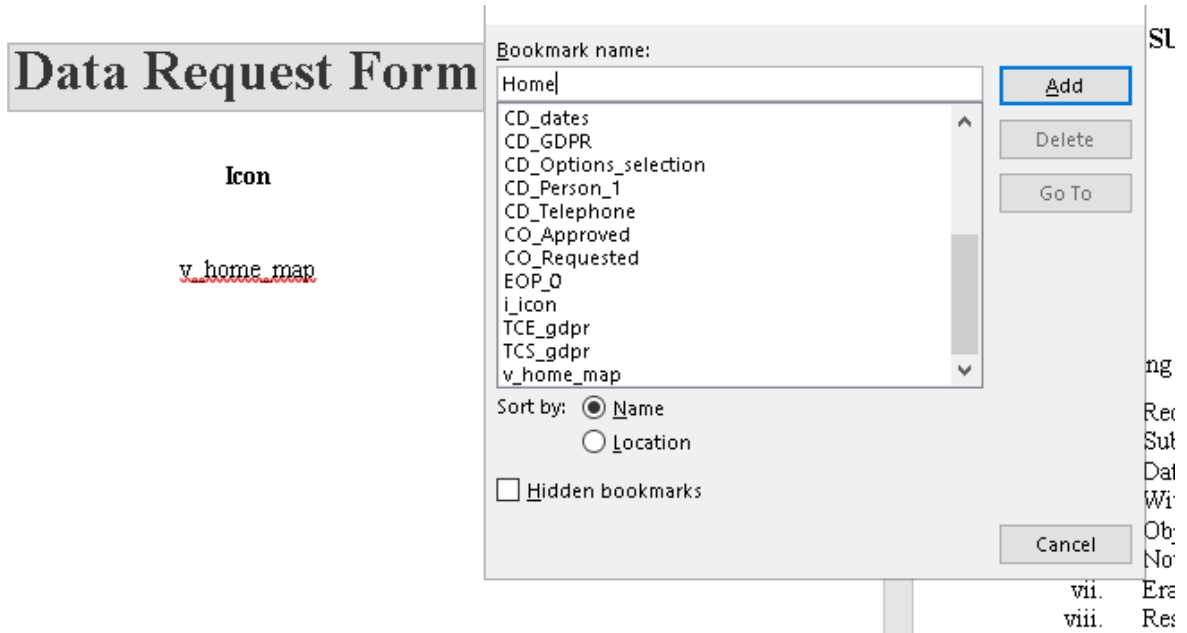 Data Request Form
Icon
v_home_map
Bookmark name:
Home
Add
CD_dates
CD_GDPR
CD_Options_selection
CD_Person_1
CD_Telephone
CO_Approved
CO_Requested
EOP_0
i_icon
TCE_gdpr
TCS_gdpr
v_home_map
Delete
Go To
Sort by: Name
Location
Hidden bookmarks
Cancel
ng
vii.
viii.